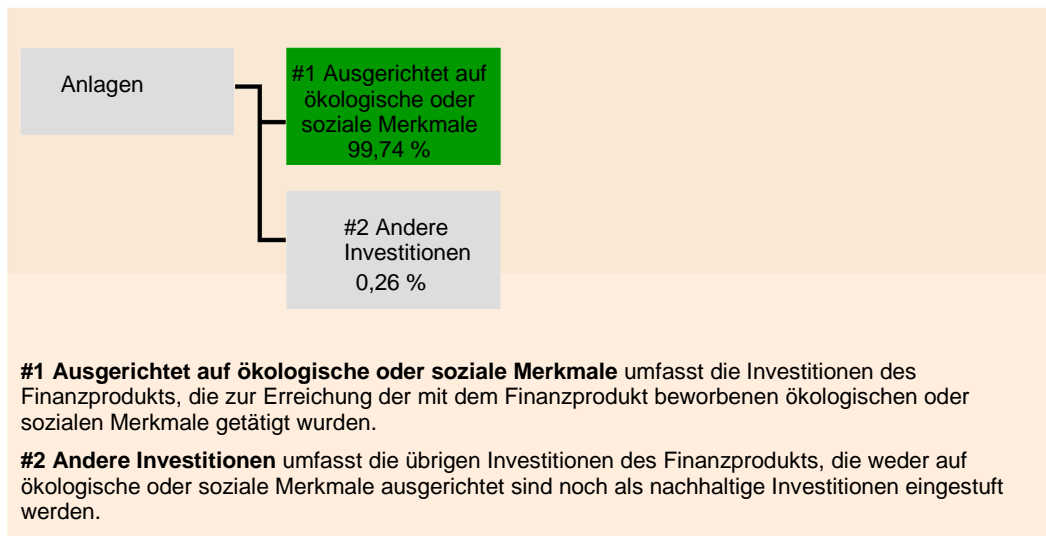 Anlagen
#1 Ausgerichtet auf
ökologische oder
soziale Merkmale
99,74 %
#2 Andere
Investitionen
0,26 %
#1 Ausgerichtet auf ökologische oder soziale Merkmale umfasst die Investitionen des
Finanzprodukts, die zur Erreichung der mit dem Finanzprodukt beworbenen ökologischen oder
sozialen Merkmale getätigt wurden.
#2 Andere Investitionen umfasst die übrigen Investitionen des Finanzprodukts, die weder auf
ökologische oder soziale Merkmale ausgerichtet sind noch als nachhaltige Investitionen eingestuft
werden.